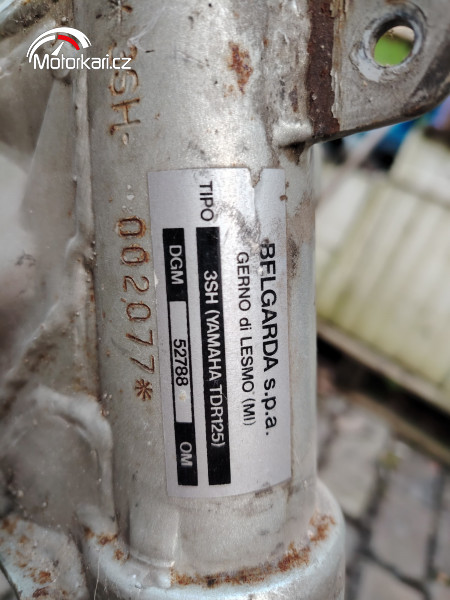 Motorkari.cz
*3SH*002077*
BELGARDA s.p.a.
GERNO di LESMO (MI)
TIPO 3SH (YAMAHA TDR125)
DGM 52788 OM